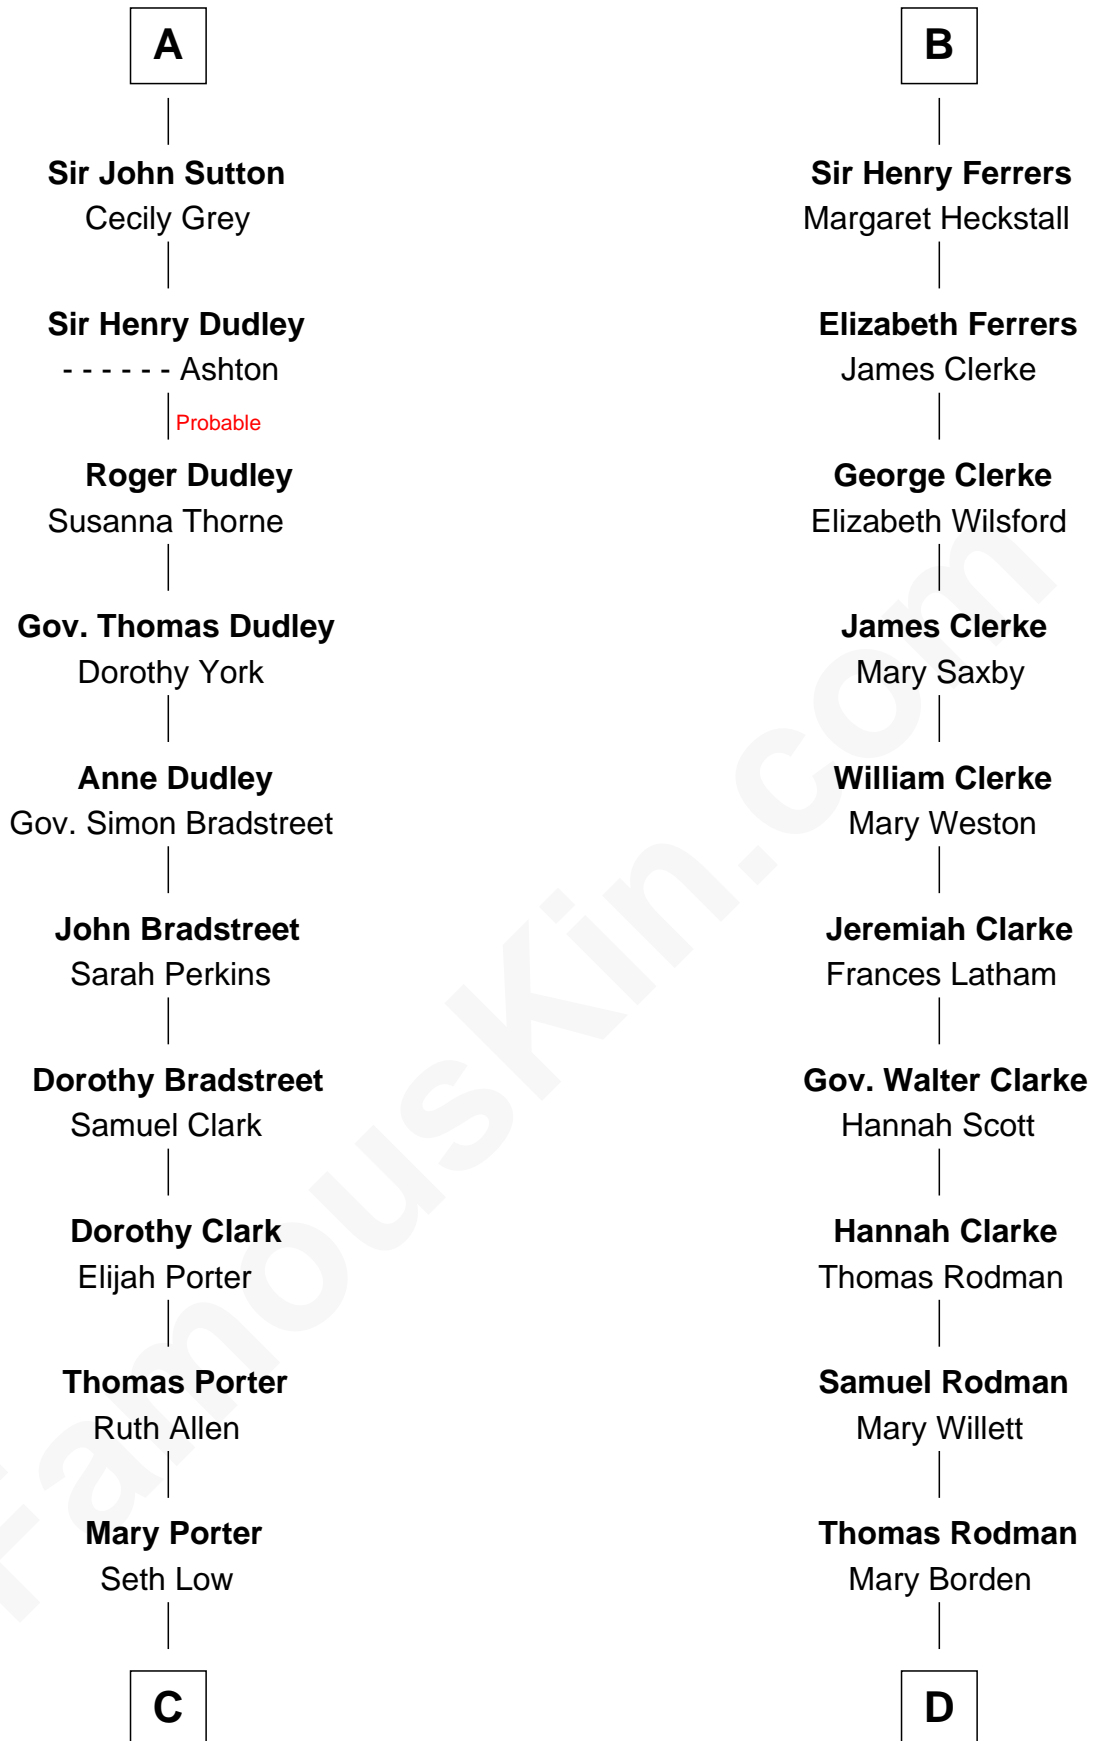 A
Sir John Sutton
Cecily Grey
Sir Henry Dudley
- - - - - - Ashton
Probable
Roger Dudley
Susanna Thorne
Gov. Thomas Dudley
Dorothy York
Anne Dudley
Gov. Simon Bradstreet
John Bradstreet
Sarah Perkins
Dorothy Bradstreet
Samuel Clark
Dorothy Clark
Elijah Porter
Thomas Porter
Ruth Allen
Mary Porter
Seth Low
C
B
Sir Henry Ferrers
Margaret Heckstall
Elizabeth Ferrers
James Clerke
George Clerke
Elizabeth Wilsford
James Clerke
Mary Saxby
William Clerke
Mary Weston
Jeremiah Clarke
Frances Latham
Gov. Walter Clarke
Hannah Scott
Hannah Clarke
Thomas Rodman
Samuel Rodman
Mary Willett
Thomas Rodman
Mary Borden
D
FamousKin.com